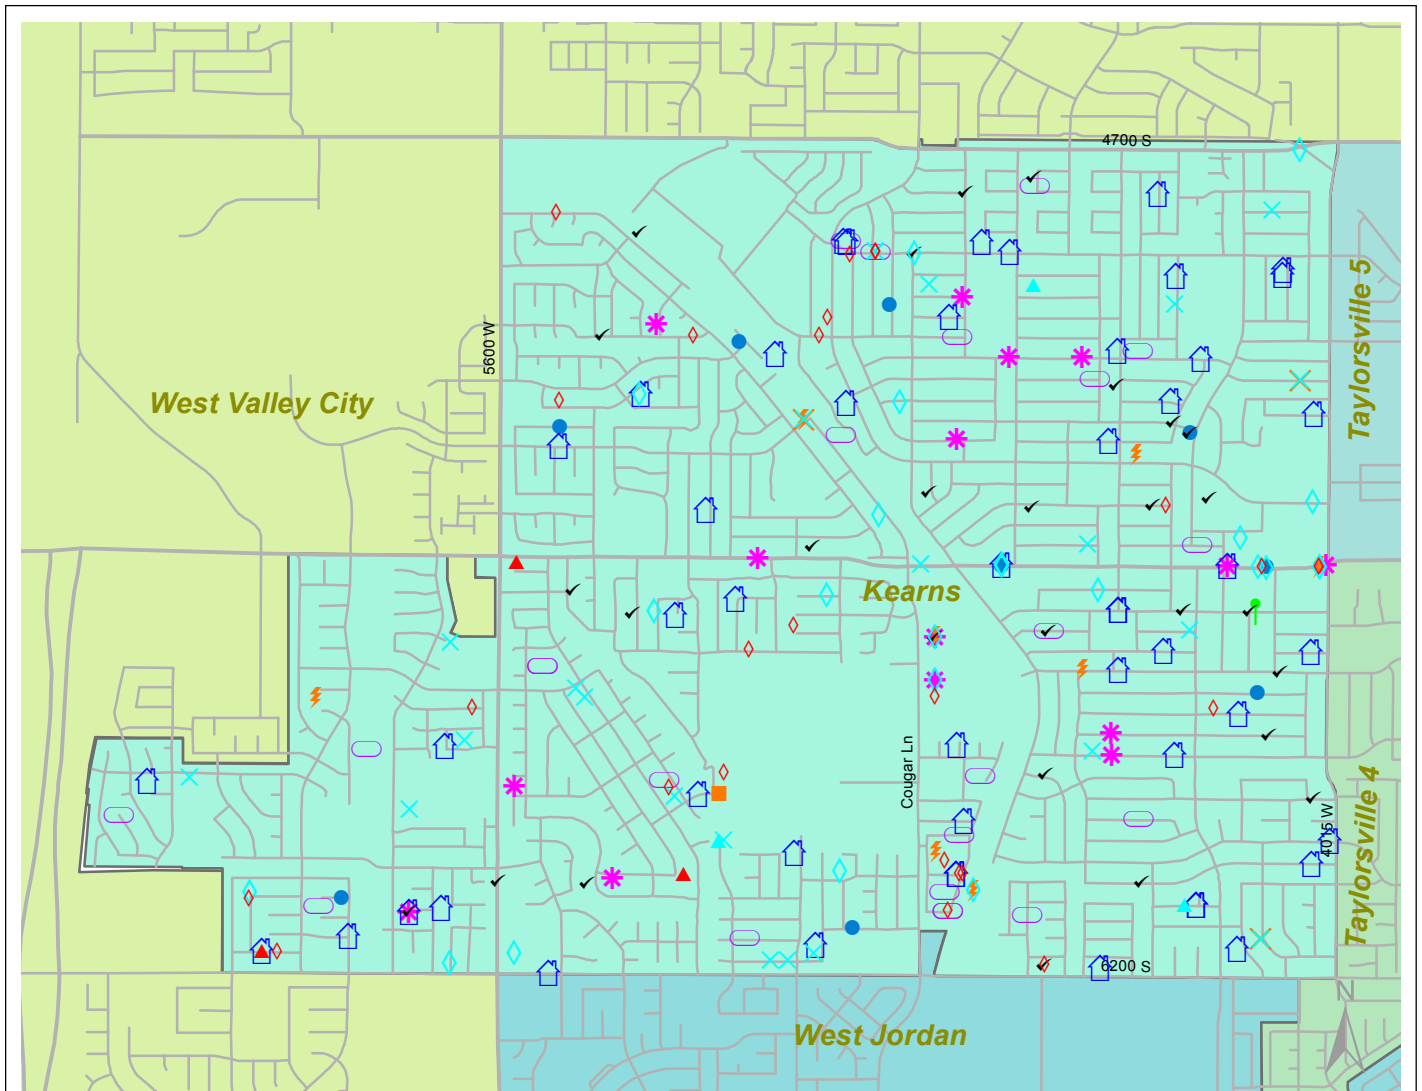 4700 S
Taylorsville 5
5600 W
West Valley City
Kearns
Cougar Ln
4015 W
Taylorsville 4
6200 S
West Jordan
N